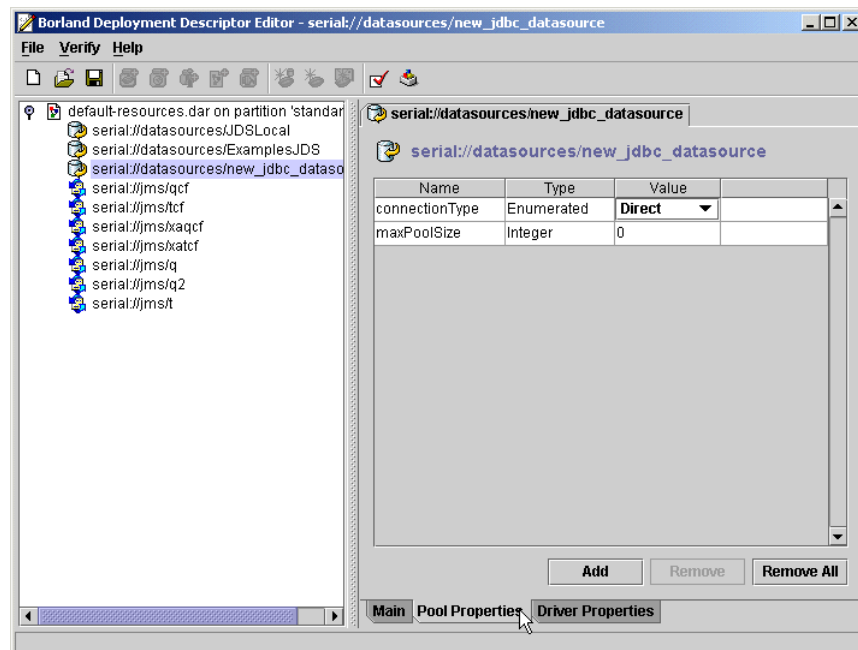 Borland Deployment Descriptor Editor - serial://datasources/new_jdbc_datasource
File Verify Help
default-resources.dar on partition 'standar
serial://datasources/JDSLocal
serial://datasources/ExamplesJDS
serial://datasources/new_jdbc_dataso
serial://jms/qcf
serial://jms/tcf
serial://jms/xaqcf
serial://jms/xatcf
serial://jms/q
serial://jms/q2
serial://jms/t
serial://datasources/new_jdbc_datasource
serial://datasources/new_jdbc_datasource
Name Type Value
connectionType Enumerated Direct
maxPoolSize Integer 0
Add Remove Remove All
Main Pool Properties Driver Properties